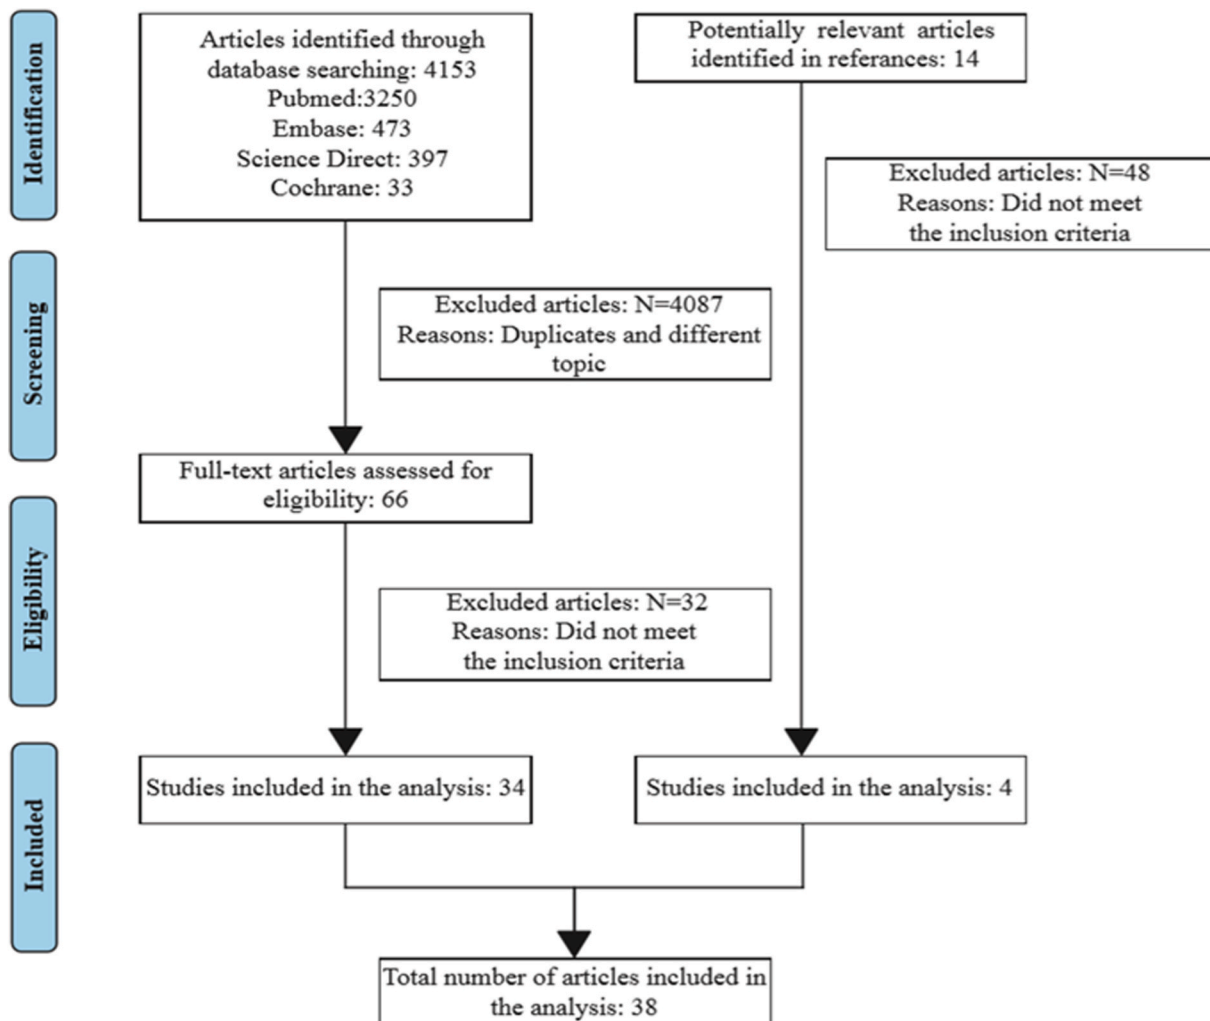 Identification
Articles identified through
database searching: 4153
Pubmed:3250
Embase: 473
Science Direct: 397
Cochrane: 33
Potentially relevant articles
identified in referances: 14
Excluded articles: N=48
Reasons: Did not meet
the inclusion criteria
Screening
Excluded articles: N=4087
Reasons: Duplicates and different
topic
Full-text articles assessed for
eligibility: 66
Eligibility
Excluded articles: N=32
Reasons: Did not meet
the inclusion criteria
Included
Studies included in the analysis: 34
Studies included in the analysis: 4
Total number of articles included in
the analysis: 38